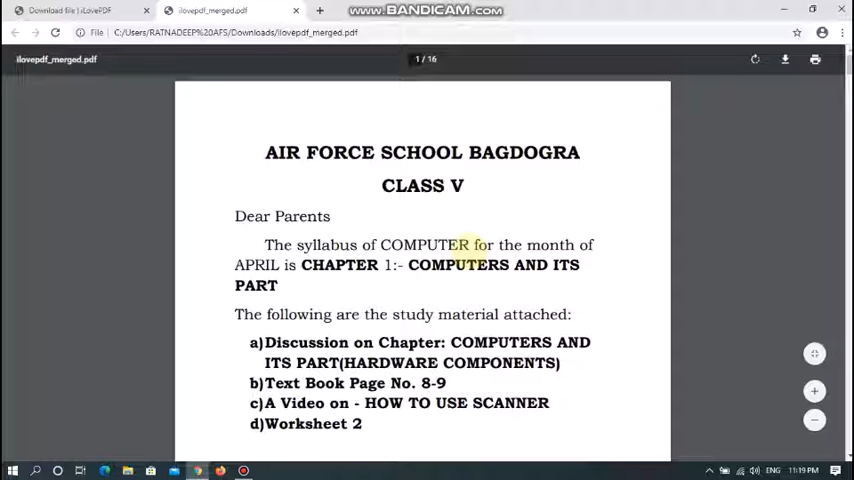 Download file | iLovePDF
ilovepdf_merged.pdf
WWW.BANDICAM.COM
File
C:/Users/RATNADEEP%20AFS/Downloads/ilovepdf_merged.pdf
ilovepdf_merged.pdf
1 / 16
AIR FORCE SCHOOL BAGDOGRA
CLASS V
Dear Parents
The syllabus of COMPUTER for the month of
APRIL is CHAPTER 1:- COMPUTERS AND ITS
PART
The following are the study material attached:
a)Discussion on Chapter: COMPUTERS AND
ITS PART(HARDWARE COMPONENTS)
b)Text Book Page No. 8-9
c)A Video on - HOW TO USE SCANNER
d)Worksheet 2
ENG
11:19 PM